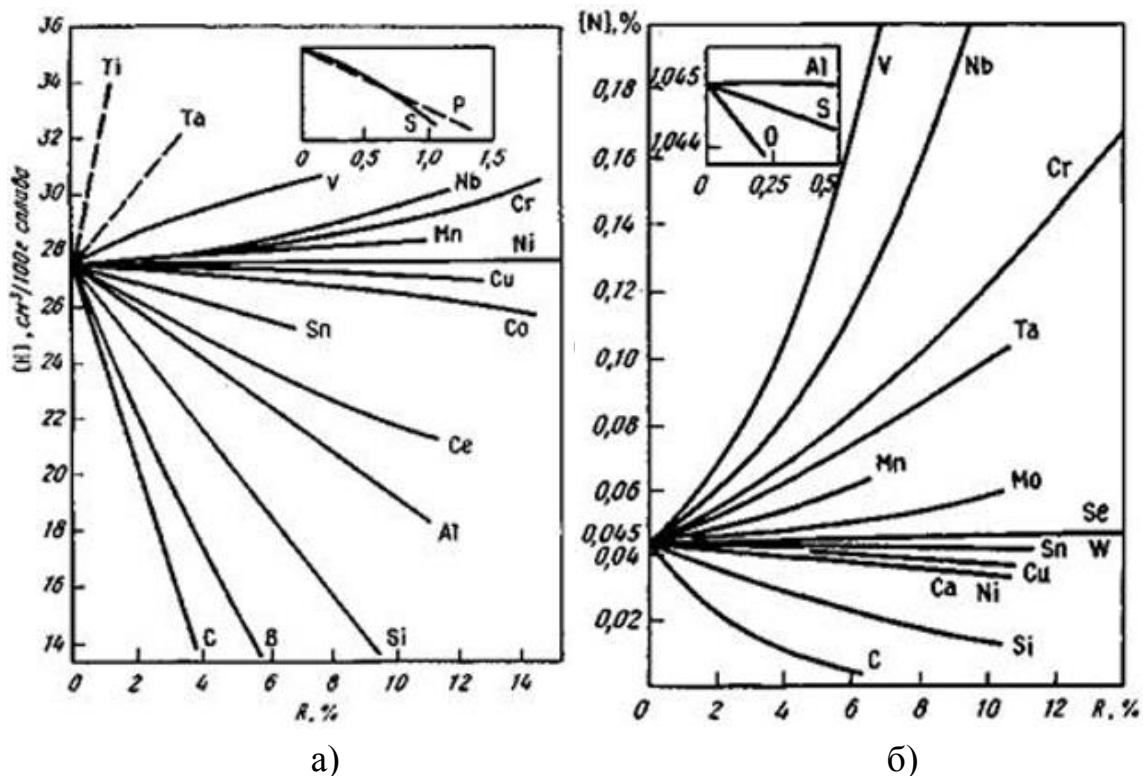 36
34
32
30
28
26
24
22
20
18
16
14
[H], см³/100г сплава
Ti
Ta
V
Nb
Cr
Mn
Ni
Cu
Co
Sn
Ce
Al
C
B
Si
P
S
0 0,5 1,0 1,5
0 2 4 6 8 10 12 14
R, %
а)
[N],%
0,18
0,16
0,14
0,12
0,10
0,08
0,06
0,045
0,04
0,02
1,045
1,044
Al
S
O
0 0,25 0,5
V
Nb
Cr
Ta
Mn
Mo
Se
W
Sn
Cu
Ca Ni
Si
C
0 2 4 6 8 10 12 R,%
б)